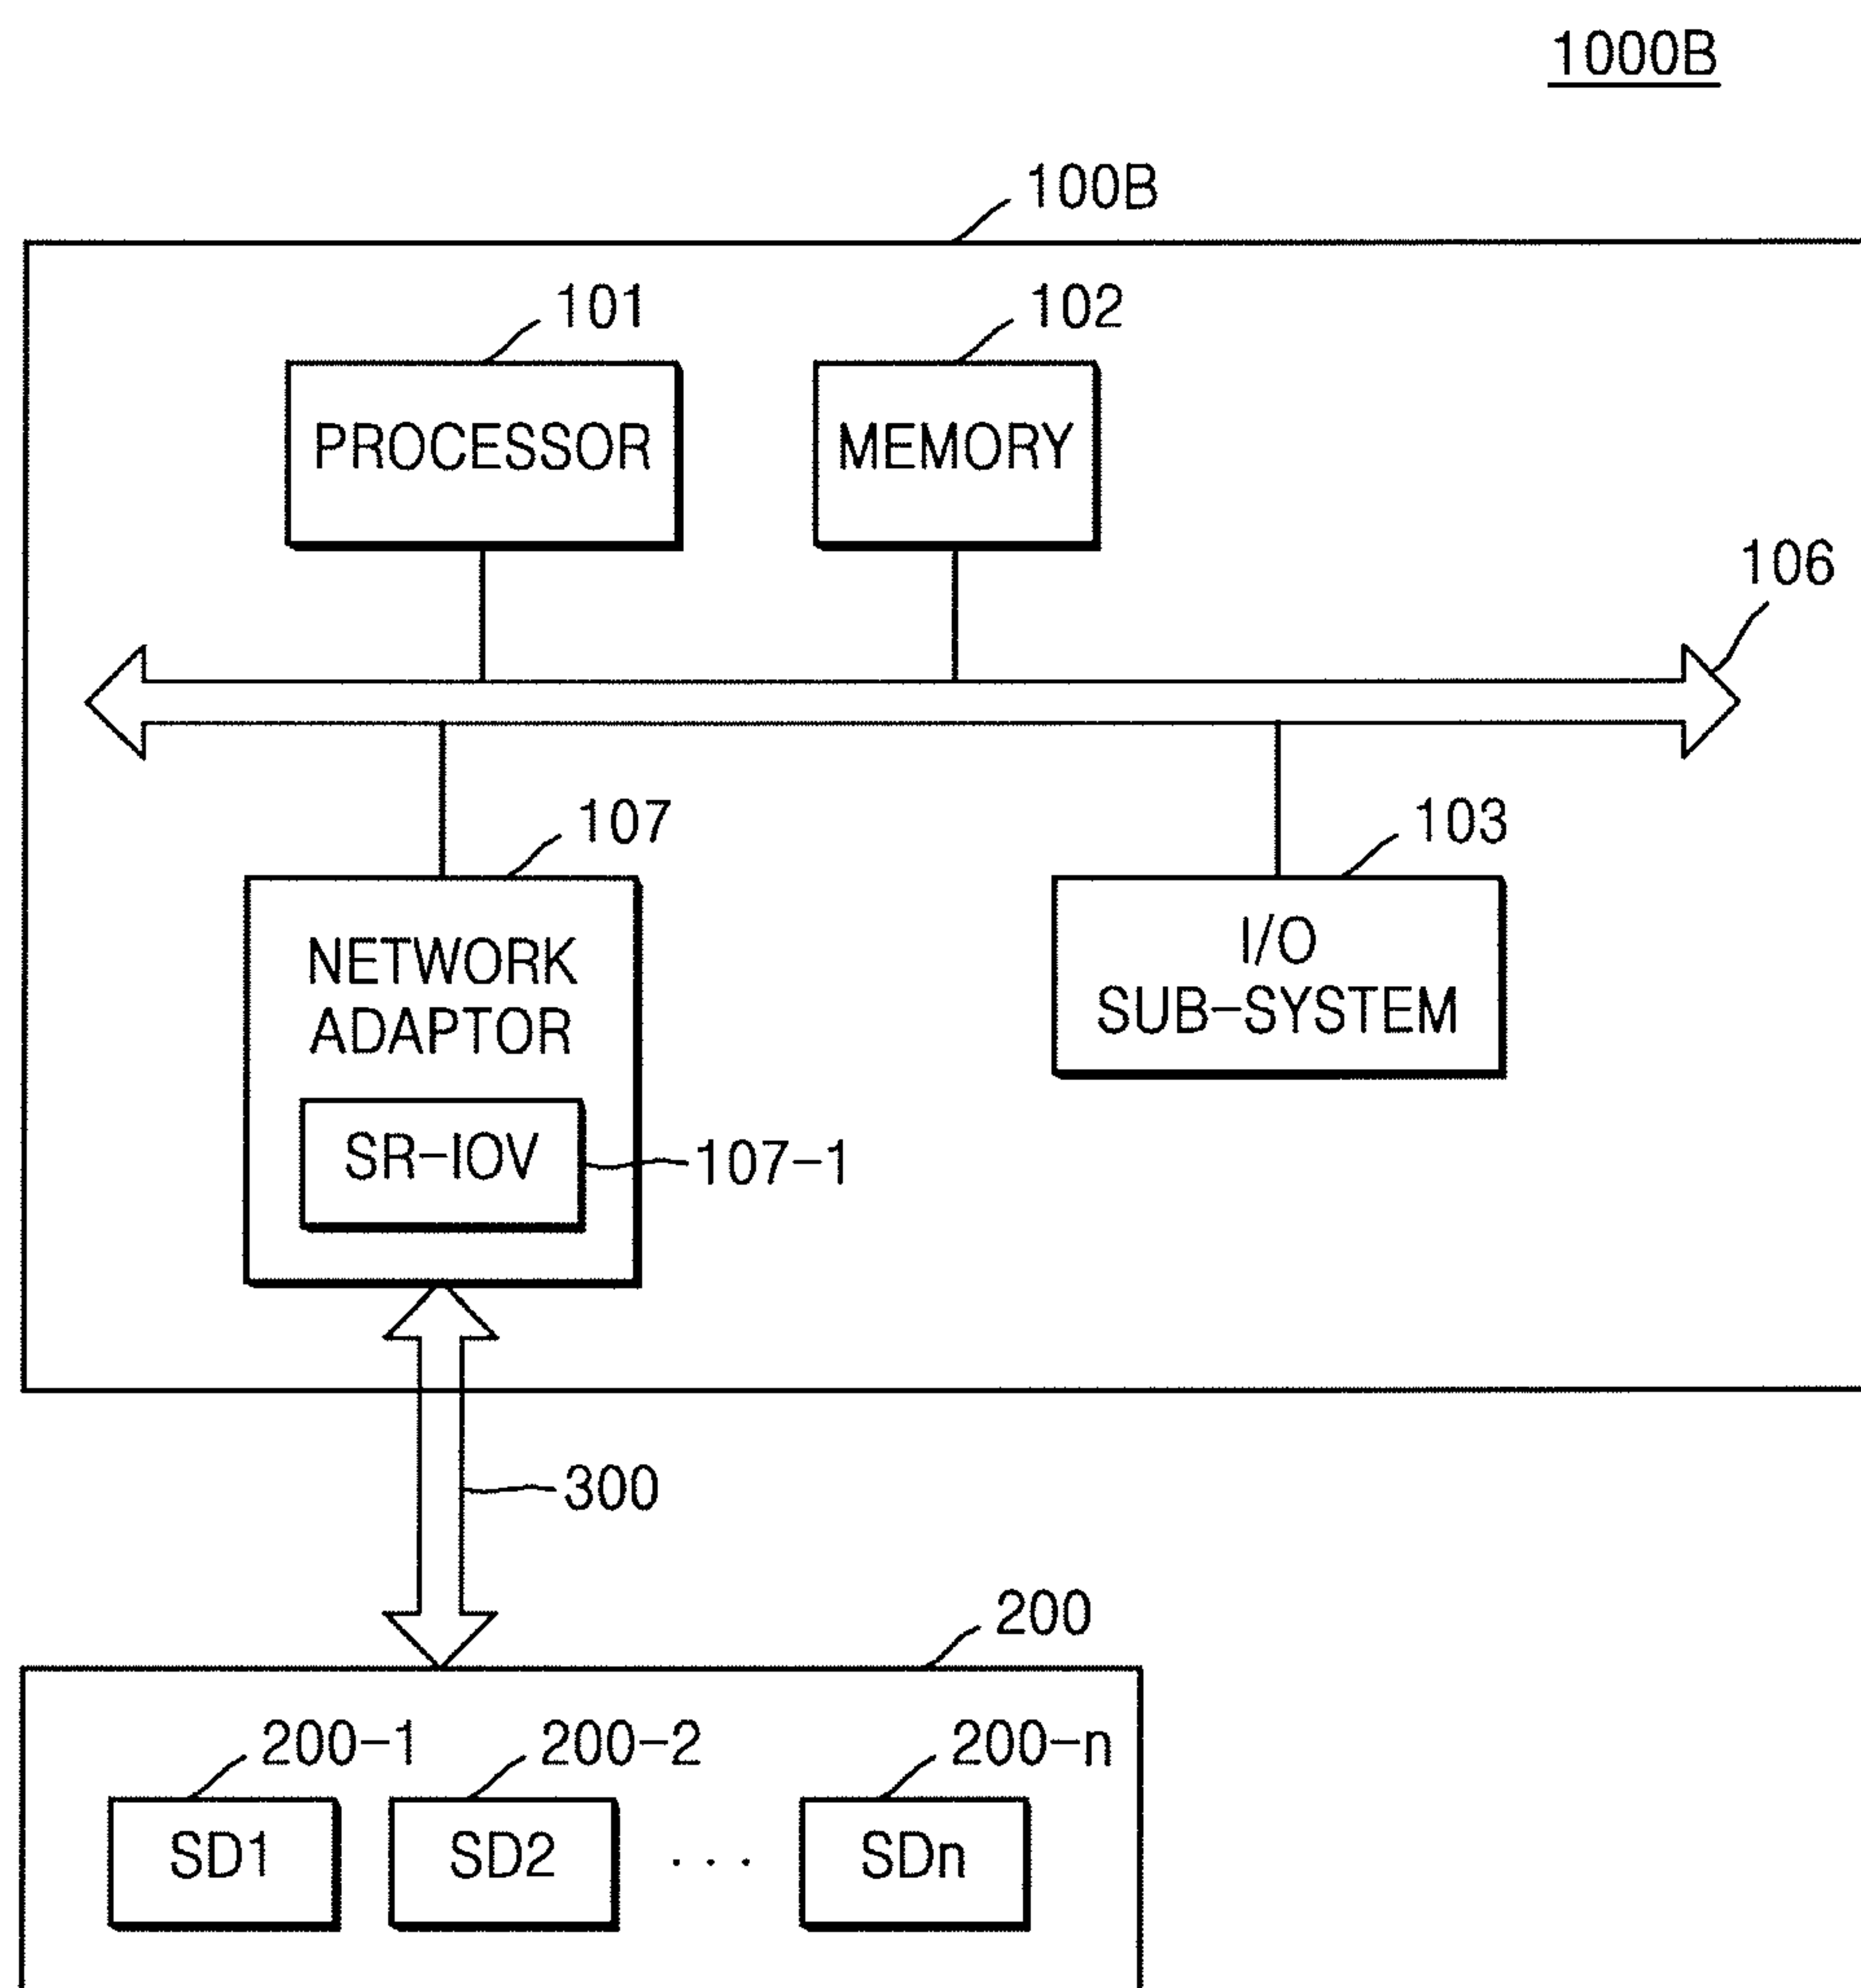 1000B
100B
101
102
PROCESSOR
MEMORY
106
107
103
NETWORK
ADAPTOR
I/O
SUB-SYSTEM
SR-IOV
107-1
300
200
200-1
200-2
200-n
SD1
SD2
. . .
SDn